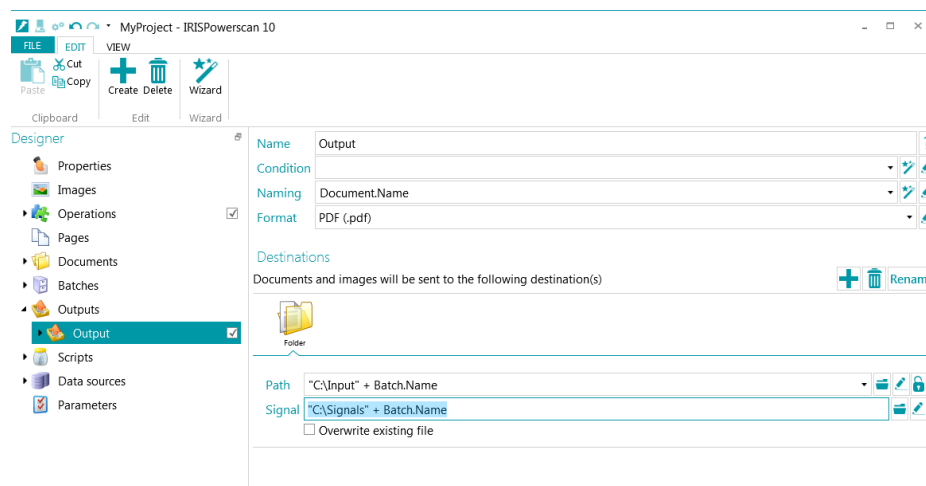 MyProject - IRISPowerscan 10
FILE EDIT VIEW
Paste Cut Copy Create Delete Wizard
Clipboard Edit Wizard
Designer
Properties
Images
Operations
Pages
Documents
Batches
Outputs
Output
Scripts
Data sources
Parameters
Name Output
Condition
Naming Document.Name
Format PDF (.pdf)
Destinations
Documents and images will be sent to the following destination(s)
Renam
Folder
Path "C:\Input" + Batch.Name
Signal "C:\Signals" + Batch.Name
Overwrite existing file